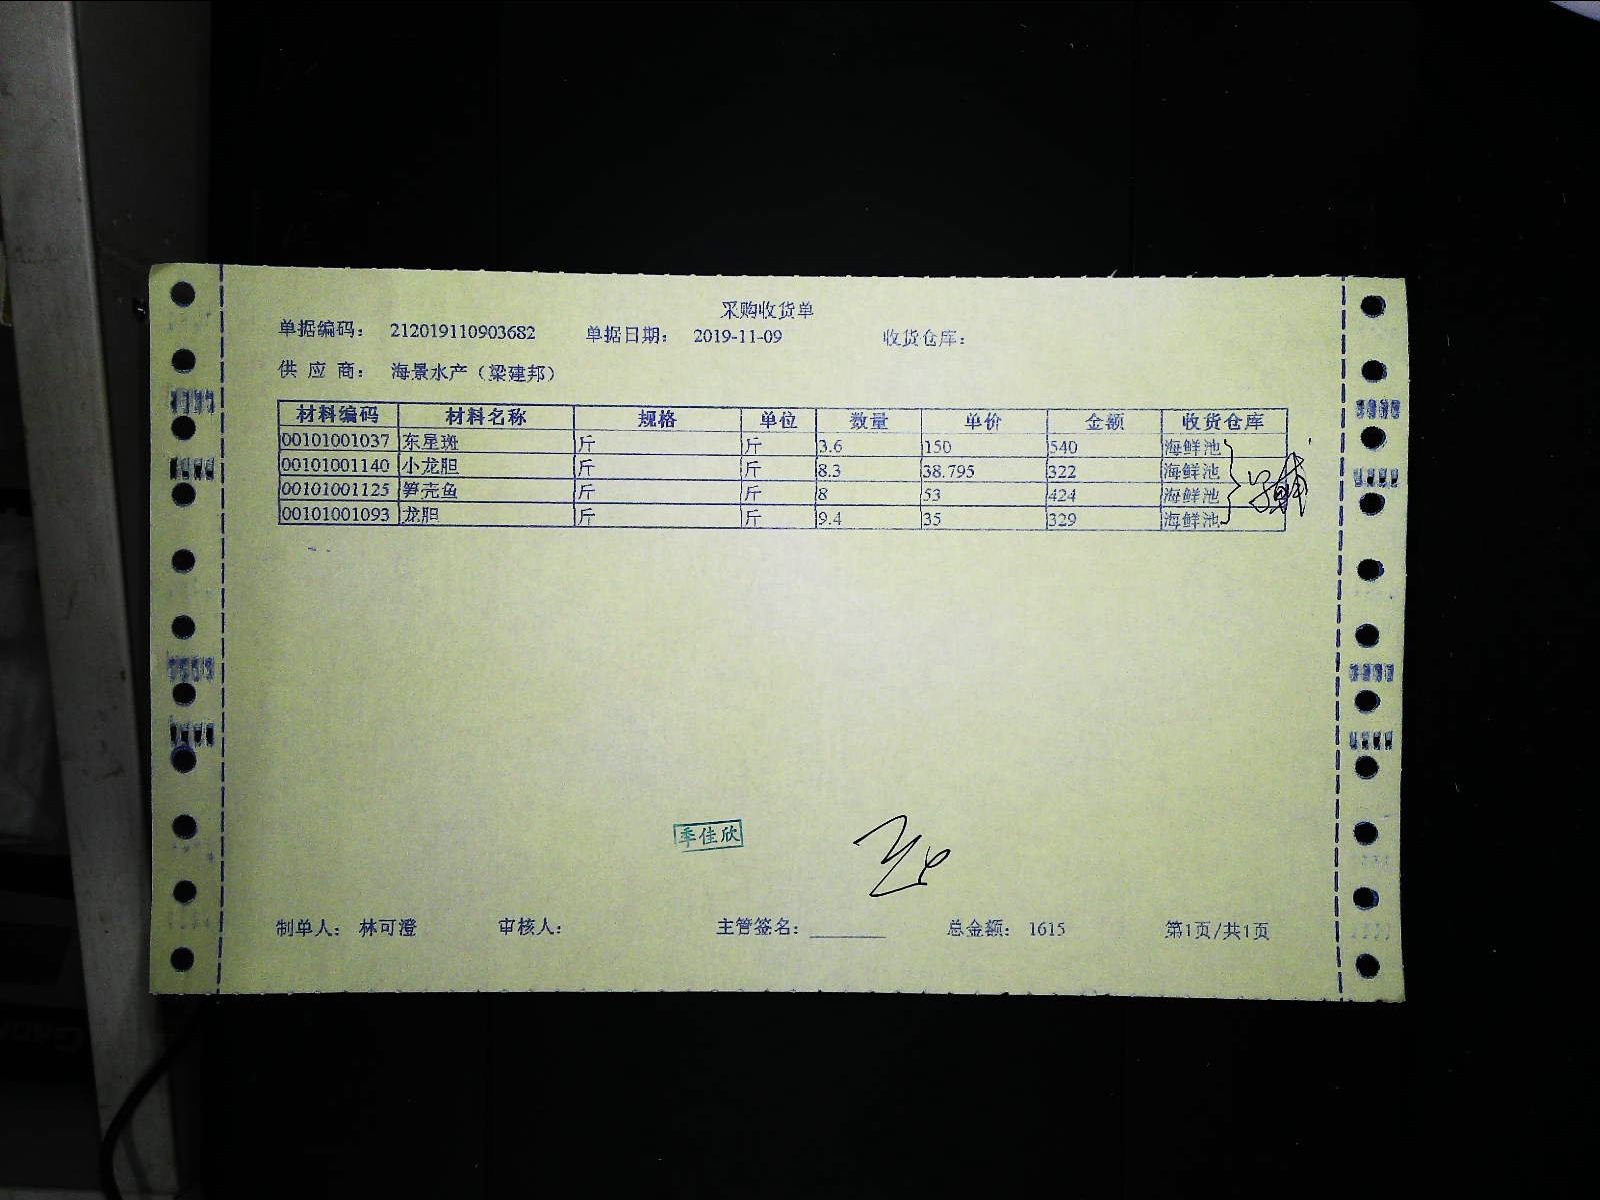 采购收货单
单据编码： 212019110903682 单据日期： 2019-11-09 收货仓库：
供 应 商： 海景水产（梁建邦）
材料编码 材料名称 规格 单位 数量 单价 金额 收货仓库
00101001037 东星斑 斤 斤 3.6 150 540 海鲜池
00101001140 小龙胆 斤 斤 8.3 38.795 322 海鲜池
00101001125 笋壳鱼 斤 斤 8 53 424 海鲜池
00101001093 龙胆 斤 斤 9.4 35 329 海鲜池
季佳欣
制单人： 林可澄 审核人： 主管签名： 总金额： 1615 第1页/共1页